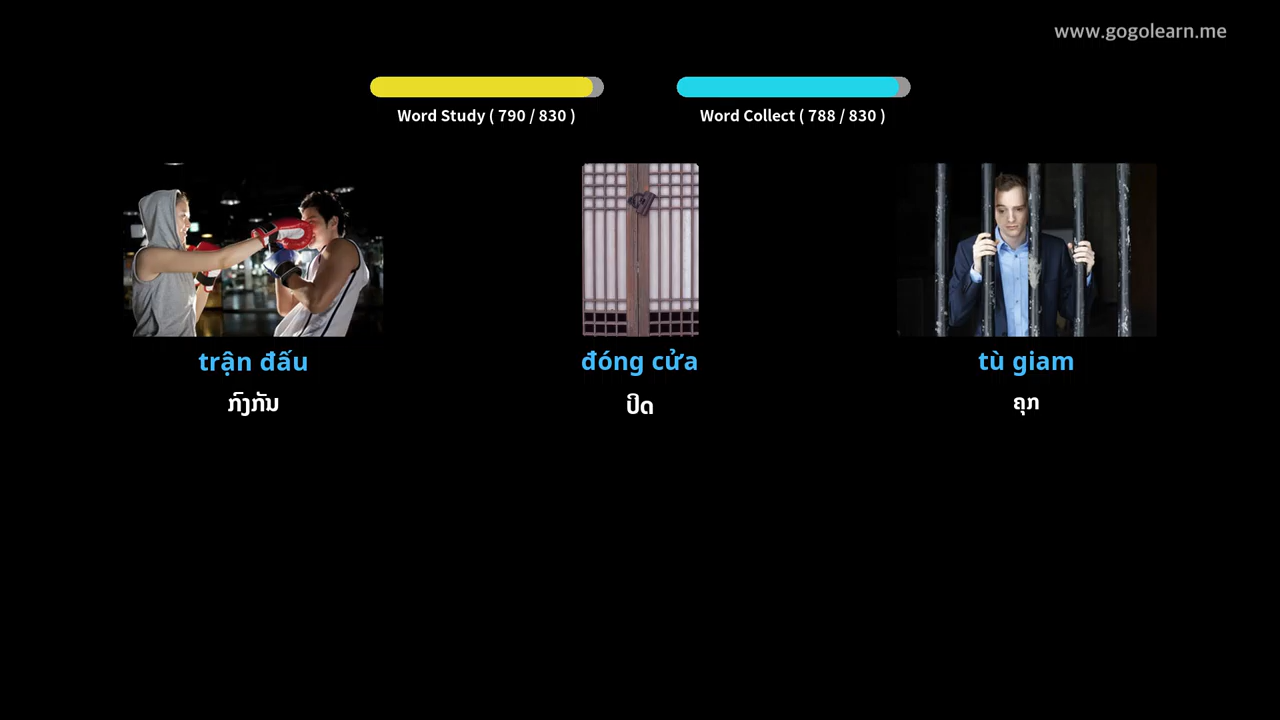 www.gogolearn.me
Word Study ( 790 / 830 )
Word Collect ( 788 / 830 )
trận đấu
đóng cửa
tù giam
ກົງກັນ
ປິດ
ຄຸກ